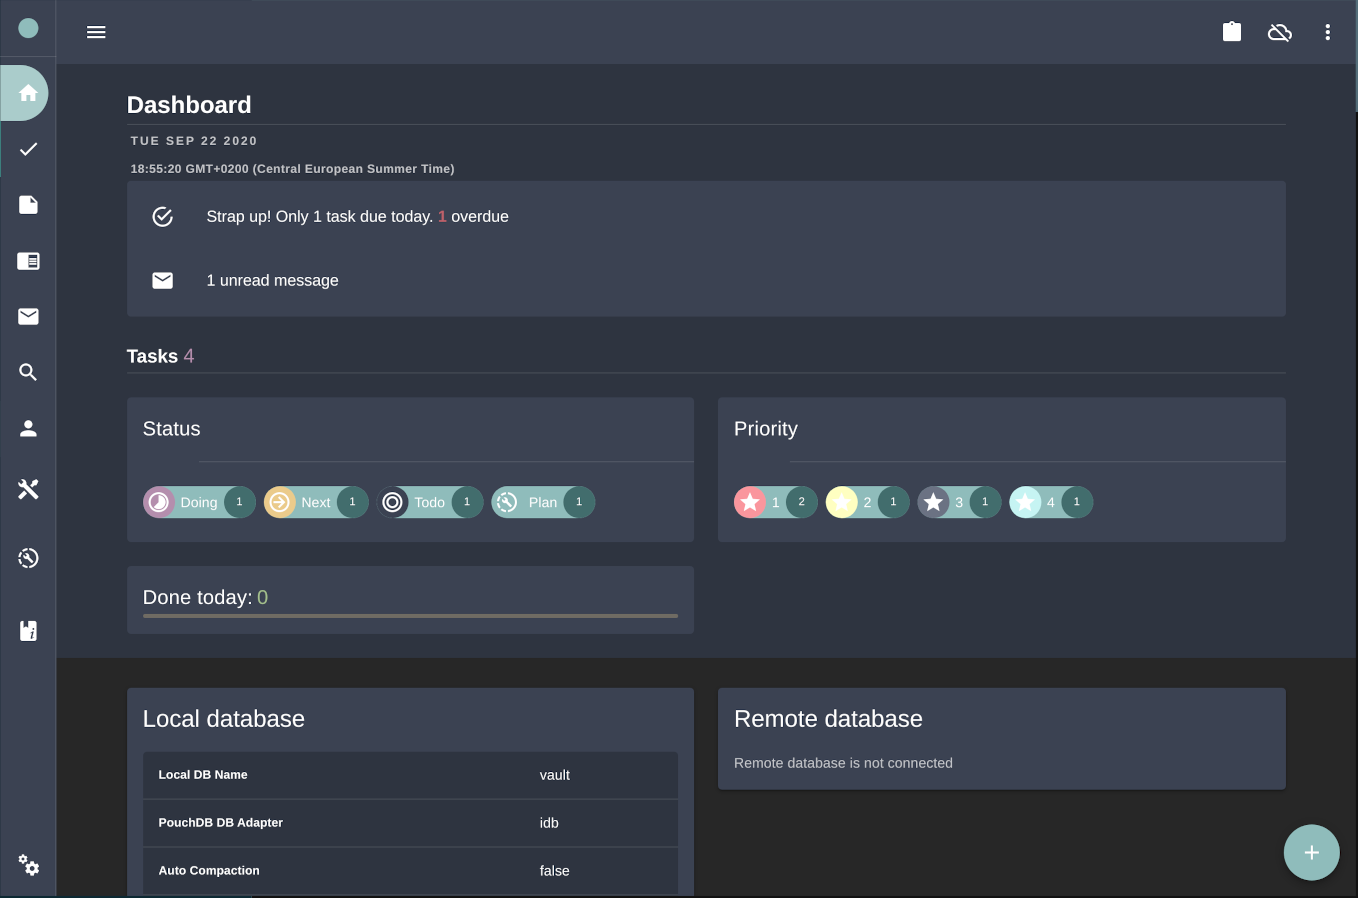 Dashboard
TUE SEP 22 2020
18:55:20 GMT+0200 (Central European Summer Time)
Strap up! Only 1 task due today. 1 overdue
1 unread message
Tasks 4
Status
Doing 1 Next 1 Todo 1 Plan 1
Priority
1 2 2 1 3 1 4 1
Done today: 0
Local database
Local DB Name vault
PouchDB DB Adapter idb
Auto Compaction false
Remote database
Remote database is not connected